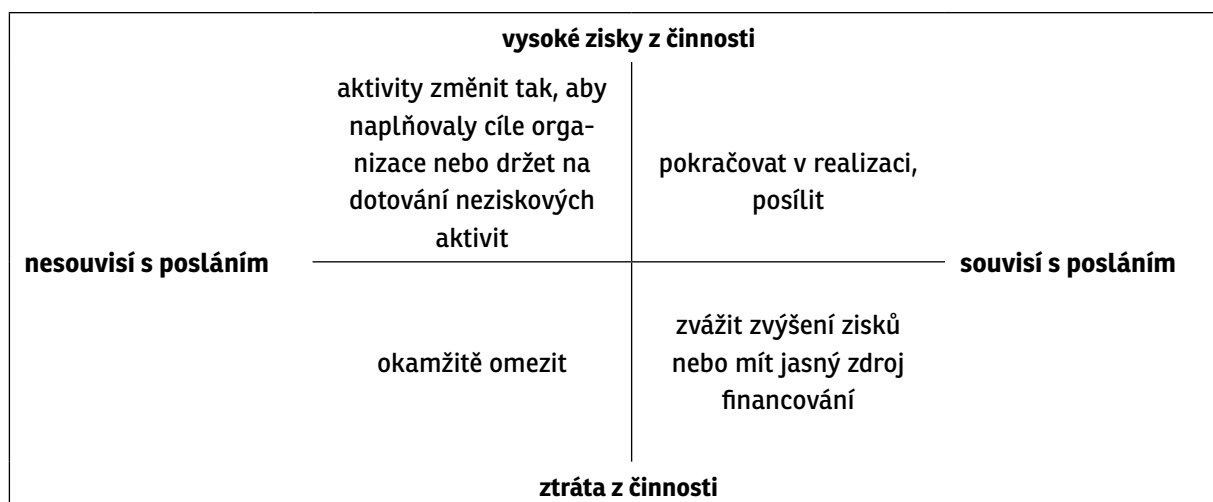 vysoké zisky z činnosti
aktivity změnit tak, aby
naplňovaly cíle orga-
nizace nebo držet na
dotování neziskových
aktivit
pokračovat v realizaci,
posílit
nesouvisí s posláním
souvisí s posláním
okamžitě omezit
zvážit zvýšení zisků
nebo mít jasný zdroj
financování
ztráta z činnosti